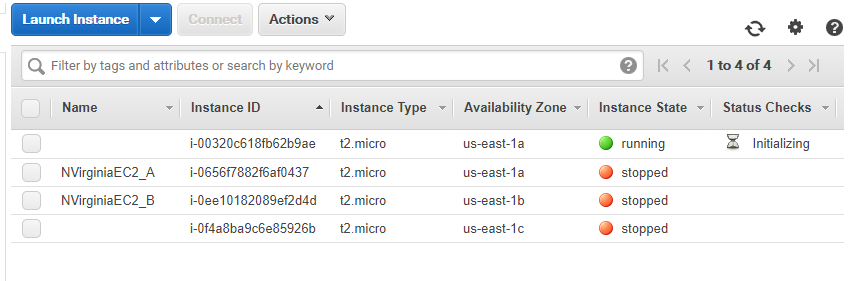 Launch Instance Connect Actions
Filter by tags and attributes or search by keyword ? 1 to 4 of 4 ?
Name Instance ID Instance Type Availability Zone Instance State Status Checks
i-00320c618fb62b9ae t2.micro us-east-1a running Initializing
NVirginiaEC2_A i-0656f7882f6af0437 t2.micro us-east-1a stopped
NVirginiaEC2_B i-0ee10182089ef2d4d t2.micro us-east-1b stopped
i-0f4a8ba9c6e85926b t2.micro us-east-1c stopped